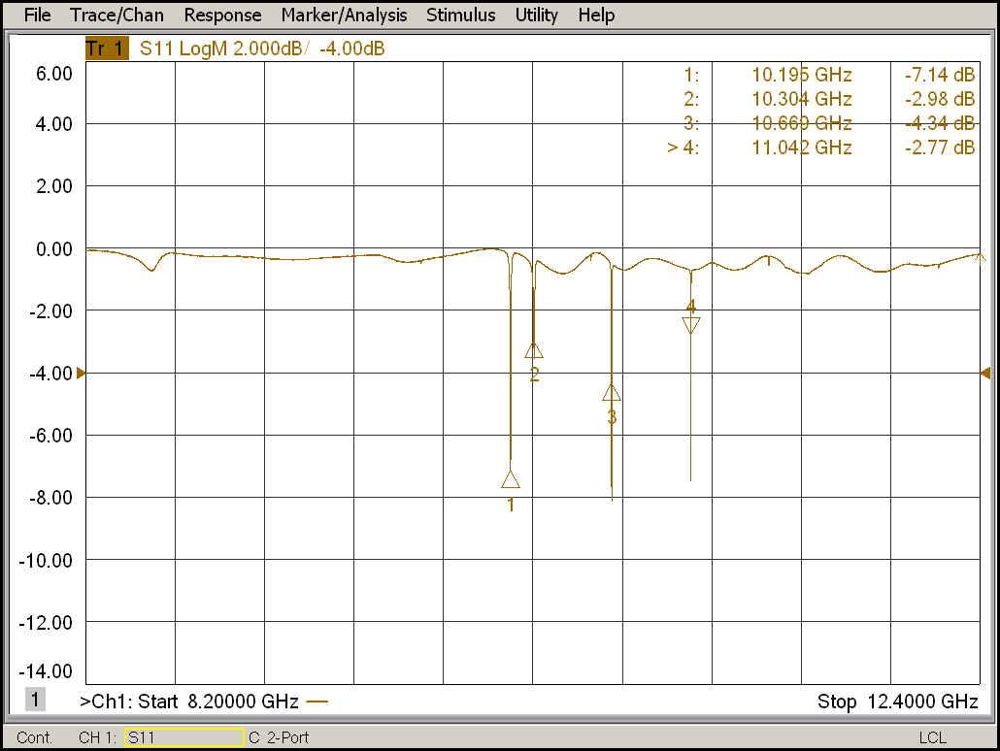 File Trace/Chan Response Marker/Analysis Stimulus Utility Help
Tr 1 S11 LogM 2.000dB/ -4.00dB
6.00
1: 10.195 GHz -7.14 dB
2: 10.304 GHz -2.98 dB
4.00
3: 10.669 GHz -4.34 dB
>4: 11.042 GHz -2.77 dB
2.00
0.00
-2.00
4
-4.00
2
3
-6.00
-8.00
1
-10.00
-12.00
-14.00
1 >Ch1: Start 8.20000 GHz Stop 12.4000 GHz
Cont. CH 1: S11 C 2-Port LCL